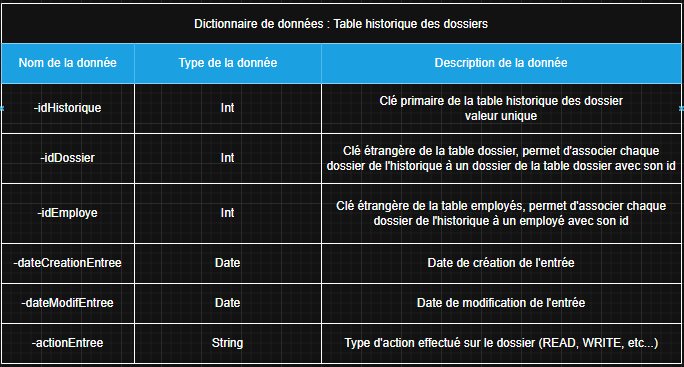 Dictionnaire de données : Table historique des dossiers
Nom de la donnée Type de la donnée Description de la donnée
-idHistorique Int Clé primaire de la table historique des dossier
valeur unique
-idDossier Int Clé étrangère de la table dossier, permet d'associer chaque
dossier de l'historique à un dossier de la table dossier avec son id
-idEmploye Int Clé étrangère de la table employés, permet d'associer chaque
dossier de l'historique à un employé avec son id
-dateCreationEntree Date Date de création de l'entrée
-dateModifEntree Date Date de modification de l'entrée
-actionEntree String Type d'action effectué sur le dossier (READ, WRITE, etc...)